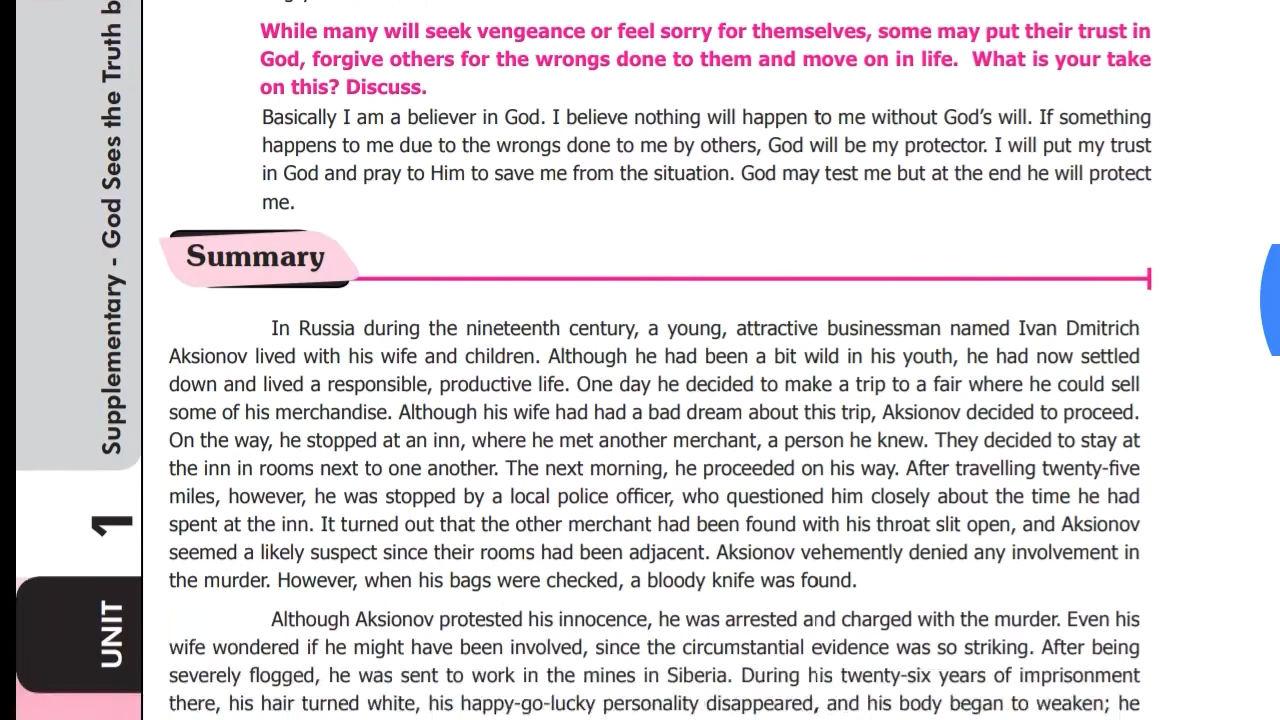 While many will seek vengeance or feel sorry for themselves, some may put their trust in
God, forgive others for the wrongs done to them and move on in life. What is your take
on this? Discuss.
Basically I am a believer in God. I believe nothing will happen to me without God's will. If something
happens to me due to the wrongs done to me by others, God will be my protector. I will put my trust
in God and pray to Him to save me from the situation. God may test me but at the end he will protect
me.
Summary
In Russia during the nineteenth century, a young, attractive businessman named Ivan Dmitrich
Aksionov lived with his wife and children. Although he had been a bit wild in his youth, he had now settled
down and lived a responsible, productive life. One day he decided to make a trip to a fair where he could sell
some of his merchandise. Although his wife had had a bad dream about this trip, Aksionov decided to proceed.
On the way, he stopped at an inn, where he met another merchant, a person he knew. They decided to stay at
the inn in rooms next to one another. The next morning, he proceeded on his way. After travelling twenty-five
miles, however, he was stopped by a local police officer, who questioned him closely about the time he had
spent at the inn. It turned out that the other merchant had been found with his throat slit open, and Aksionov
seemed a likely suspect since their rooms had been adjacent. Aksionov vehemently denied any involvement in
the murder. However, when his bags were checked, a bloody knife was found.
Although Aksionov protested his innocence, he was arrested and charged with the murder. Even his
wife wondered if he might have been involved, since the circumstantial evidence was so striking. After being
severely flogged, he was sent to work in the mines in Siberia. During his twenty-six years of imprisonment
there, his hair turned white, his happy-go-lucky personality disappeared, and his body began to weaken; he
Supplementary - God Sees the Truth b
UNIT 1